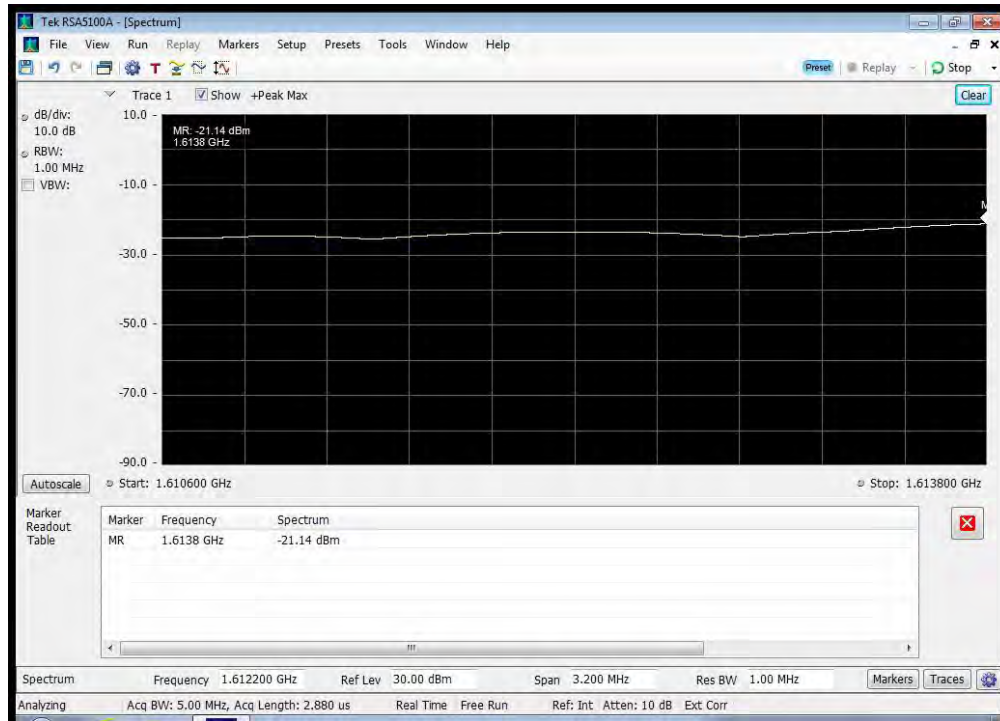 Tek RSA5100A - [Spectrum]
File View Run Replay Markers Setup Presets Tools Window Help
T
Preset Replay Stop
Trace 1 Show +Peak Max Clear
dB/div:
10.0 dB
RBW:
1.00 MHz
VBW:
10.0
-10.0
-30.0
-50.0
-70.0
-90.0
MR: -21.14 dBm
1.6138 GHz
M
Autoscale Start: 1.610600 GHz Stop: 1.613800 GHz
Marker
Readout
Table
Marker Frequency Spectrum
MR 1.6138 GHz -21.14 dBm
Spectrum Frequency 1.612200 GHz Ref Lev 30.00 dBm Span 3.200 MHz Res BW 1.00 MHz Markers Traces
Analyzing Acq BW: 5.00 MHz, Acq Length: 2.880 us Real Time Free Run Ref: Int Atten: 10 dB Ext Corr